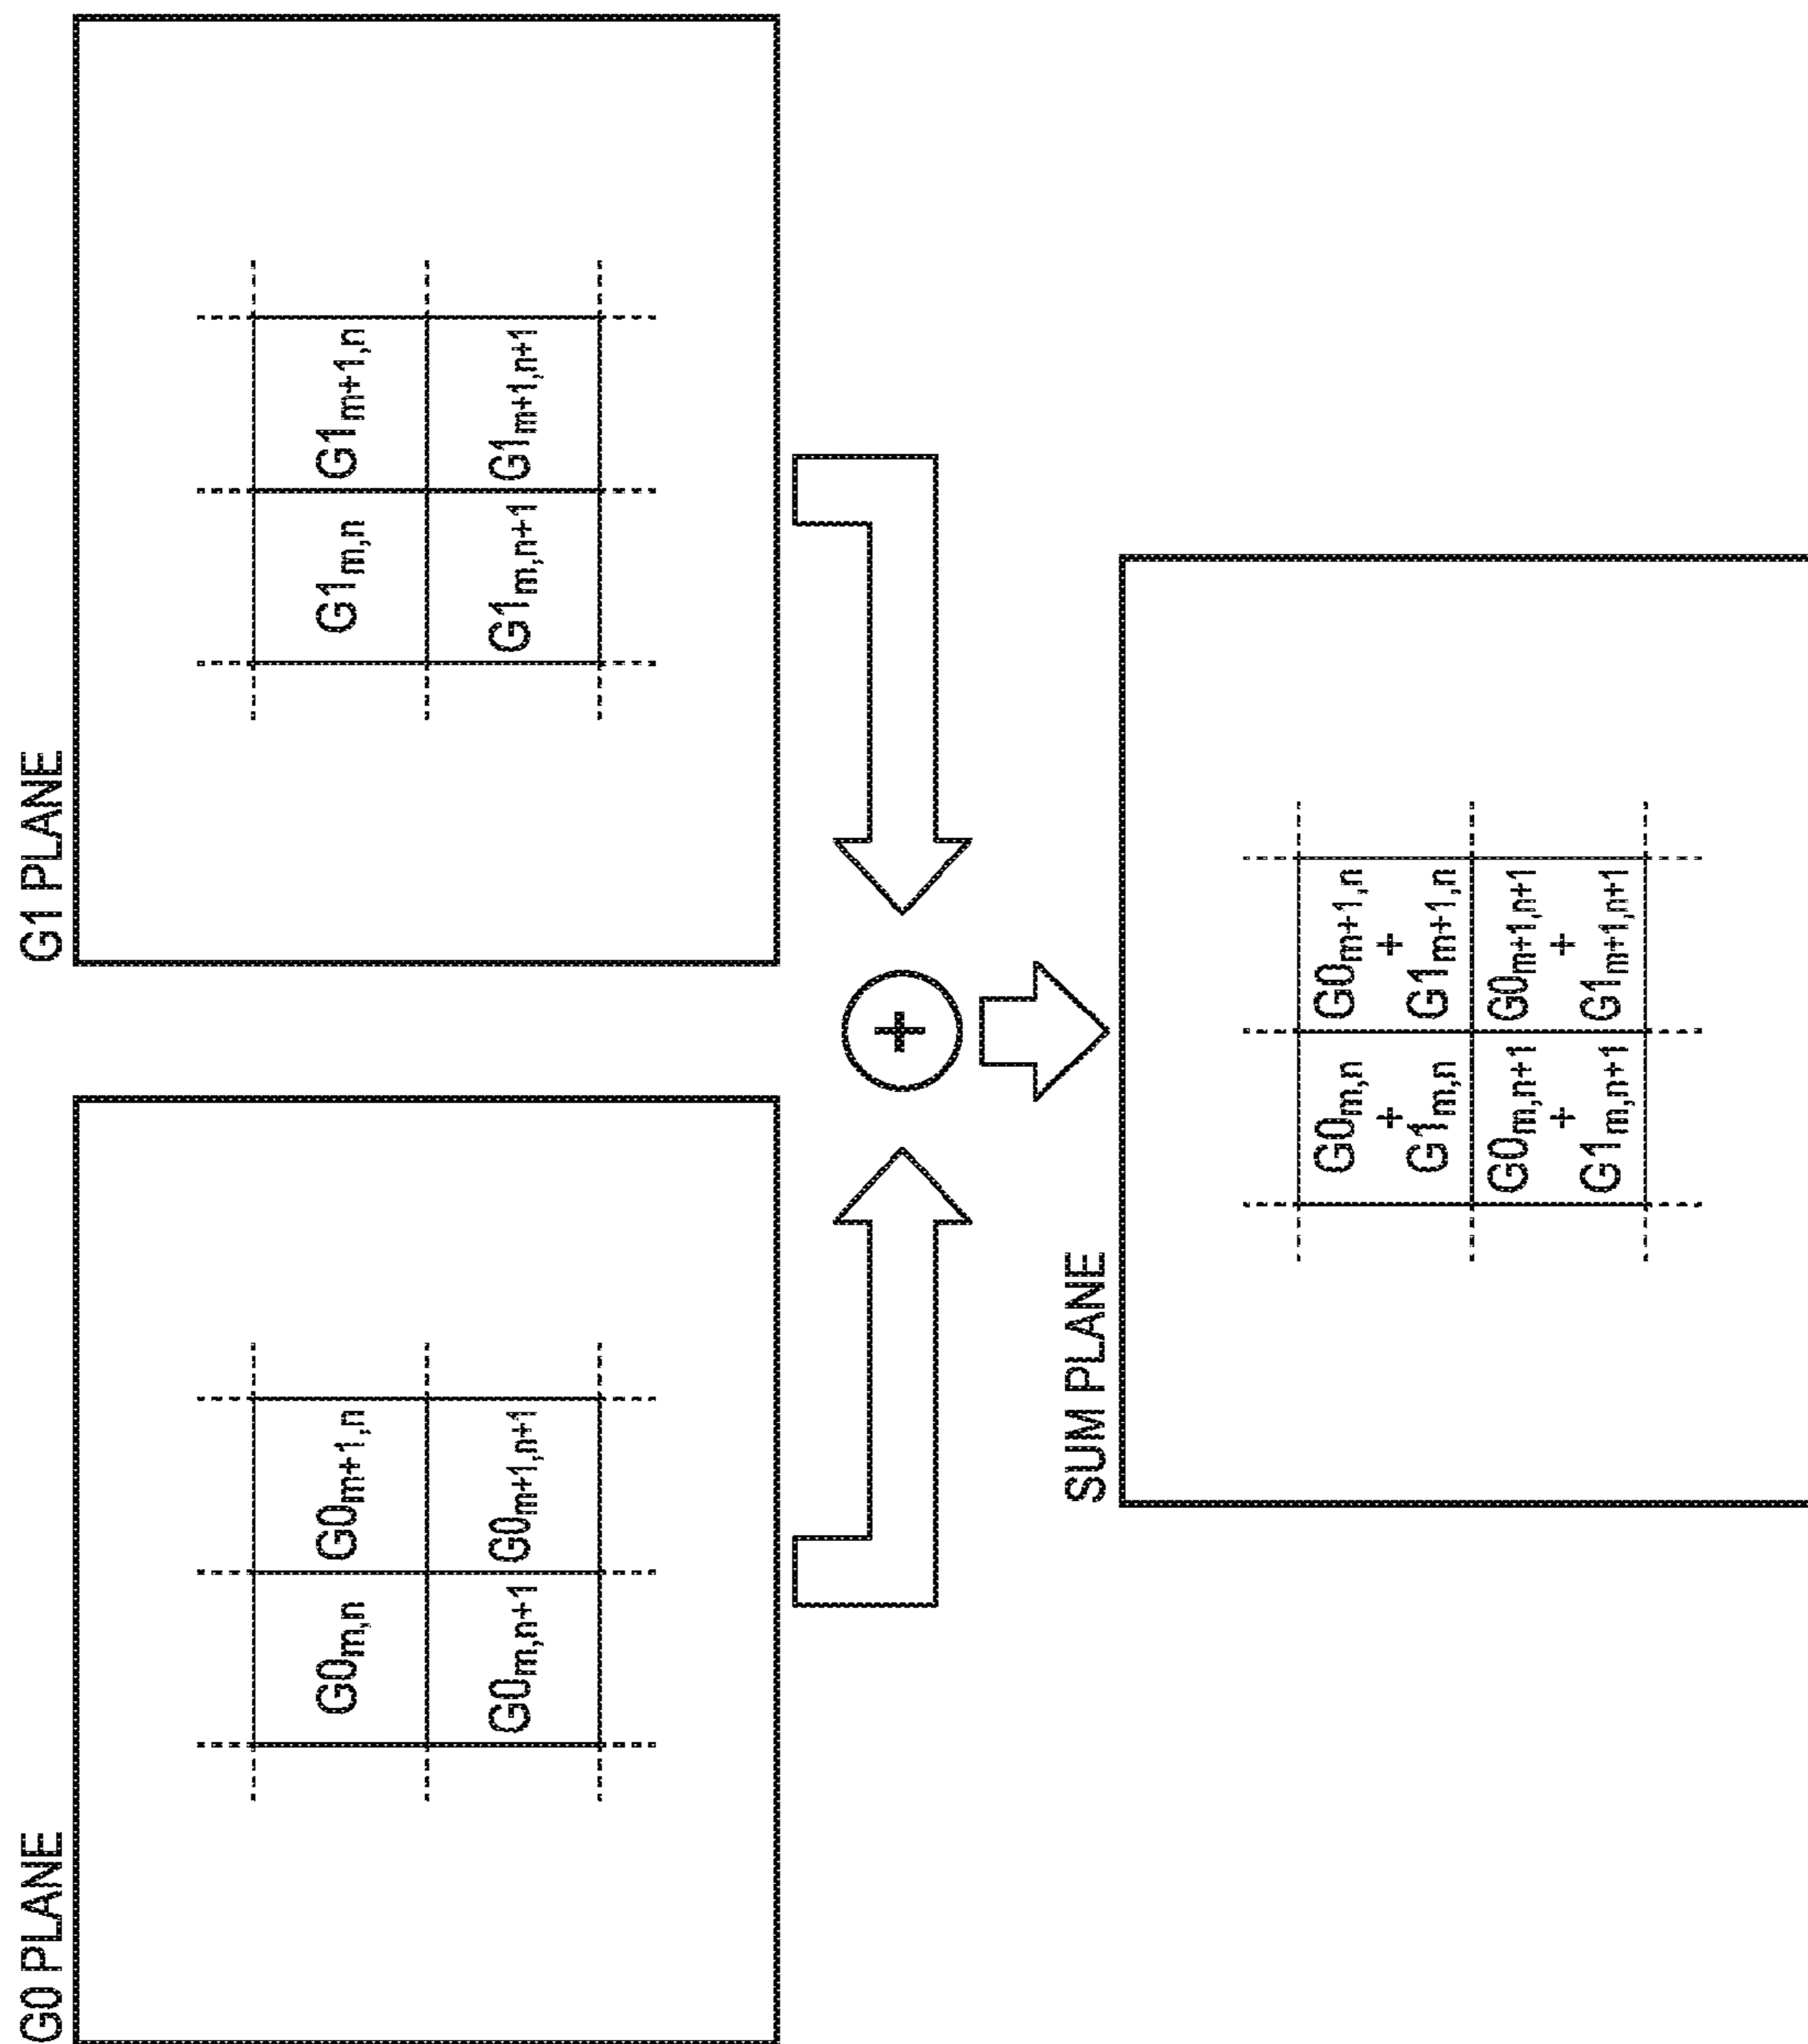 G0 PLANE
G0m,n G0m+1,n
G0m,n+1 G0m+1,n+1
G1 PLANE
G1m,n G1m+1,n
G1m,n+1 G1m+1,n+1
+
SUM PLANE
G0m,n G0m+1,n
+ +
G1m,n G1m+1,n
G0m,n+1 G0m+1,n+1
+ +
G1m,n+1 G1m+1,n+1